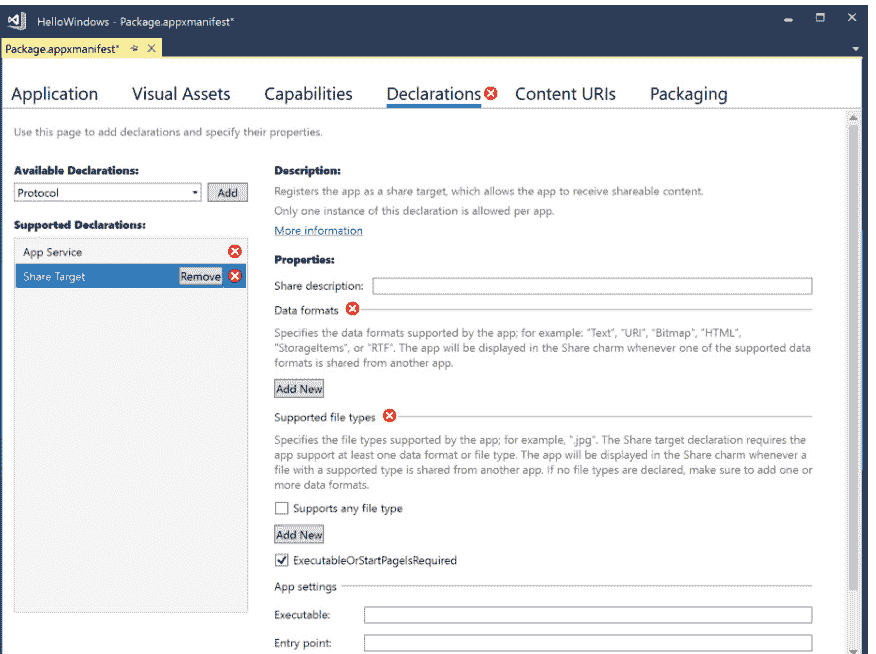 HelloWindows - Package.appxmanifest*
Package.appxmanifest*
Application Visual Assets Capabilities Declarations Content URIs Packaging
Use this page to add declarations and specify their properties.
Available Declarations:
Protocol Add
Supported Declarations:
App Service
Share Target Remove
Description:
Registers the app as a share target, which allows the app to receive shareable content.
Only one instance of this declaration is allowed per app.
More information
Properties:
Share description:
Data formats
Specifies the data formats supported by the app; for example: "Text", "URI", "Bitmap", "HTML",
"StorageItems", or "RTF". The app will be displayed in the Share charm whenever one of the supported data
formats is shared from another app.
Add New
Supported file types
Specifies the file types supported by the app; for example, ".jpg". The Share target declaration requires the
app support at least one data format or file type. The app will be displayed in the Share charm whenever a
file with a supported type is shared from another app. If no file types are declared, make sure to add one or
more data formats.
Supports any file type
Add New
ExecutableOrStartPageIsRequired
App settings
Executable:
Entry point: